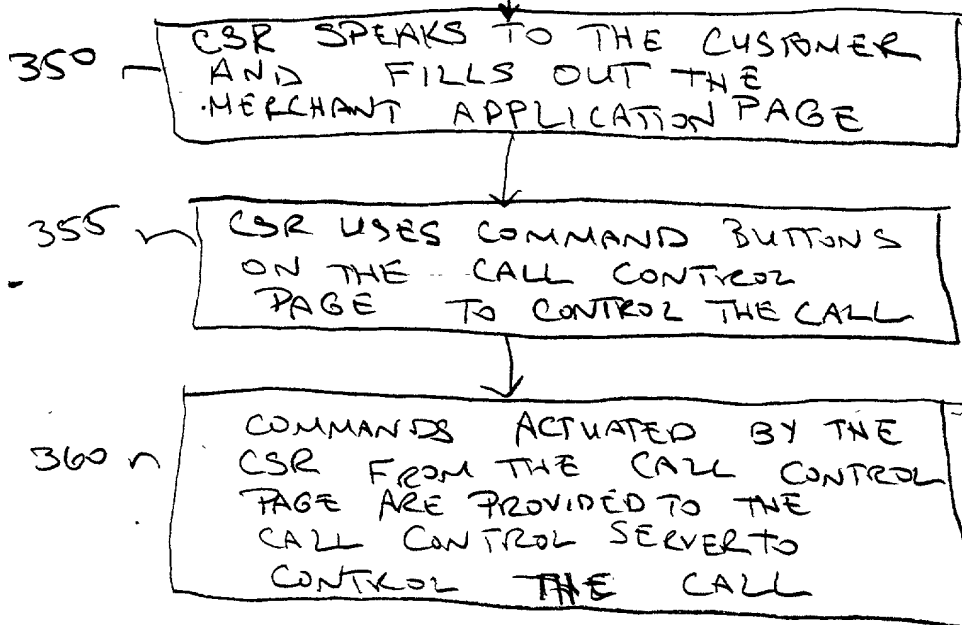 350
CSR SPEAKS TO THE CUSTOMER
AND FILLS OUT THE
MERCHANT APPLICATION PAGE
355
CSR USES COMMAND BUTTONS
ON THE CALL CONTROL
PAGE TO CONTROL THE CALL
360
COMMANDS ACTUATED BY THE
CSR FROM THE CALL CONTROL
PAGE ARE PROVIDED TO THE
CALL CONTROL SERVER TO
CONTROL THE CALL